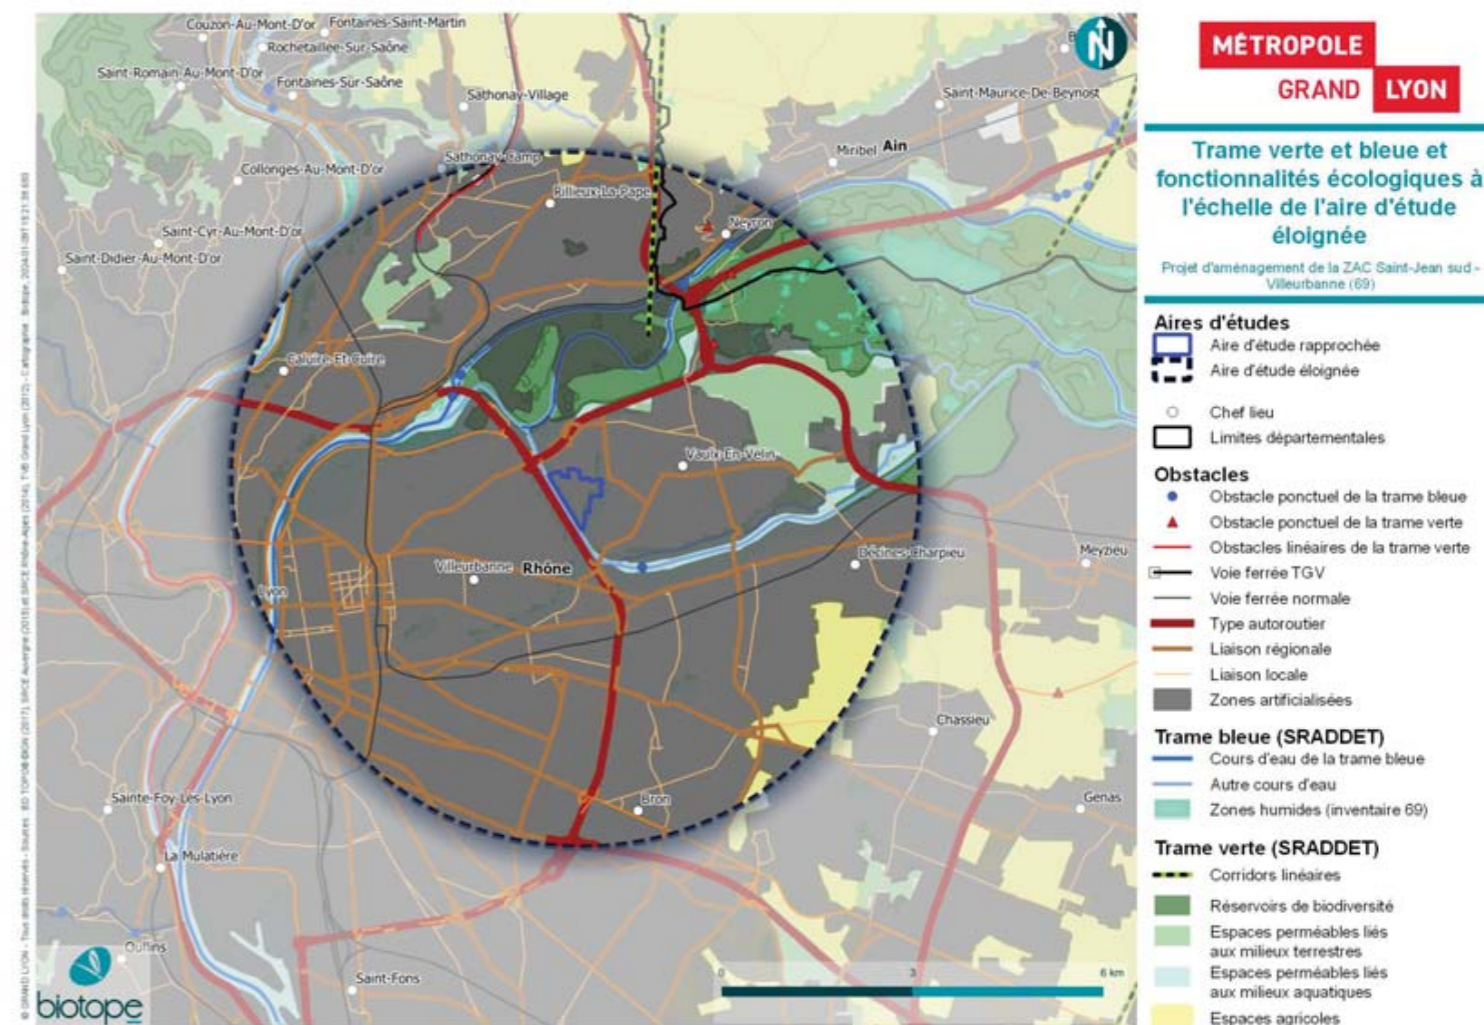 Couzon-Au-Mont-D'or
Fontaines-Saint-Martin
Rochetaillée-Sur-Saône
Saint-Romain-Au-Mont-D'or
Fontaines-Sur-Saône
Sathonay-Village
Saint-Maurice-De-Beynost
N
Miribel
Ain
Collonges-Au-Mont-D'or
Sathonay-Camp
Rillieux-La-Pape
Neyron
Saint-Cyr-Au-Mont-D'or
Saint-Didier-Au-Mont-D'or
Caluire-Et-Cuire
Vaulx-En-Velin
Villeurbanne
Rhône
Décines-Charpieu
Meyzieu
Lyon
Chassieu
Sainte-Foy-Lès-Lyon
Bron
Genas
La Mulatière
Oullins
Saint-Fons
0
3
6 km
biotope
MÉTROPOLE
GRAND LYON
Trame verte et bleue et
fonctionnalités écologiques à
l'échelle de l'aire d'étude
éloignée
Projet d'aménagement de la ZAC Saint-Jean sud -
Villeurbanne (69)
Aires d'études
Aire d'étude rapprochée
Aire d'étude éloignée
Chef lieu
Limites départementales
Obstacles
Obstacle ponctuel de la trame bleue
Obstacle ponctuel de la trame verte
Obstacles linéaires de la trame verte
Voie ferrée TGV
Voie ferrée normale
Type autoroutier
Liaison régionale
Liaison locale
Zones artificialisées
Trame bleue (SRADDET)
Cours d'eau de la trame bleue
Autre cours d'eau
Zones humides (inventaire 69)
Trame verte (SRADDET)
Corridors linéaires
Réservoirs de biodiversité
Espaces perméables liés
aux milieux terrestres
Espaces perméables liés
aux milieux aquatiques
Espaces agricoles